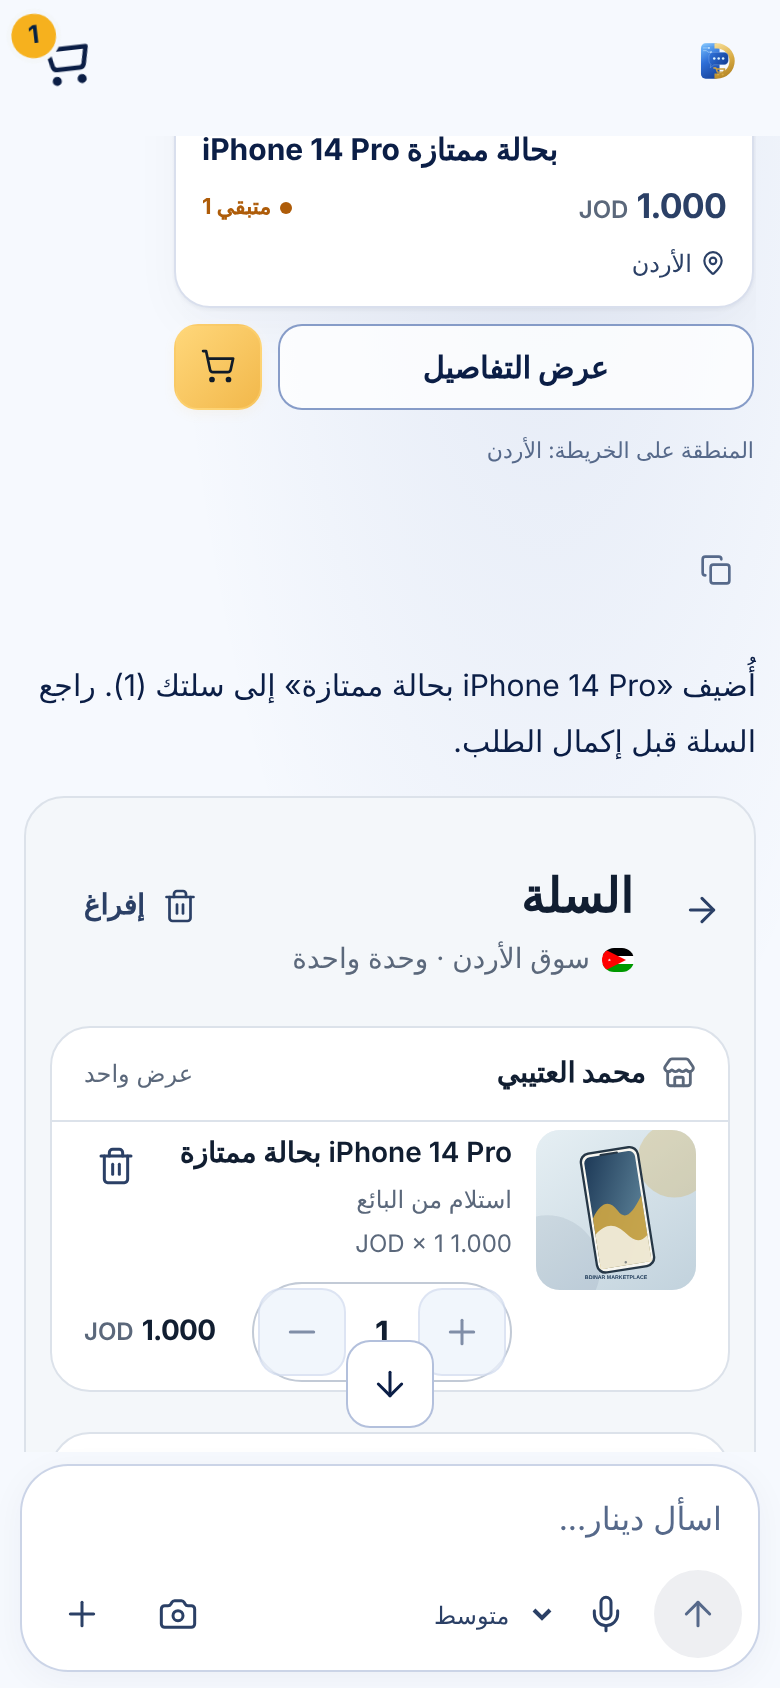 1
iPhone 14 Pro بحالة ممتازة
1.000 JOD
متبقي 1
الأردن
عرض التفاصيل
المنطقة على الخريطة: الأردن
أُضيف «iPhone 14 Pro بحالة ممتازة» إلى سلتك (1). راجع
السلة قبل إكمال الطلب.
السلة
إفراغ
سوق الأردن · وحدة واحدة
محمد العتيبي
عرض واحد
iPhone 14 Pro بحالة ممتازة
استلام من البائع
1.000 JOD × 1
BDINAR MARKETPLACE
1
1.000 JOD
اسأل دينار...
متوسط